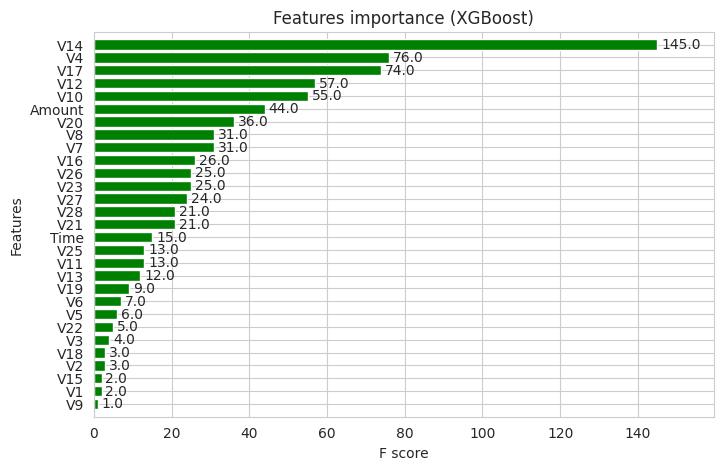 Features importance (XGBoost)
Features
V14 145.0
V4 76.0
V17 74.0
V12 57.0
V10 55.0
Amount 44.0
V20 36.0
V8 31.0
V7 31.0
V16 26.0
V26 25.0
V23 25.0
V27 24.0
V28 21.0
V21 21.0
Time 15.0
V25 13.0
V11 13.0
V13 12.0
V19 9.0
V6 7.0
V5 6.0
V22 5.0
V3 4.0
V18 3.0
V2 3.0
V15 2.0
V1 2.0
V9 1.0
0 20 40 60 80 100 120 140
F score